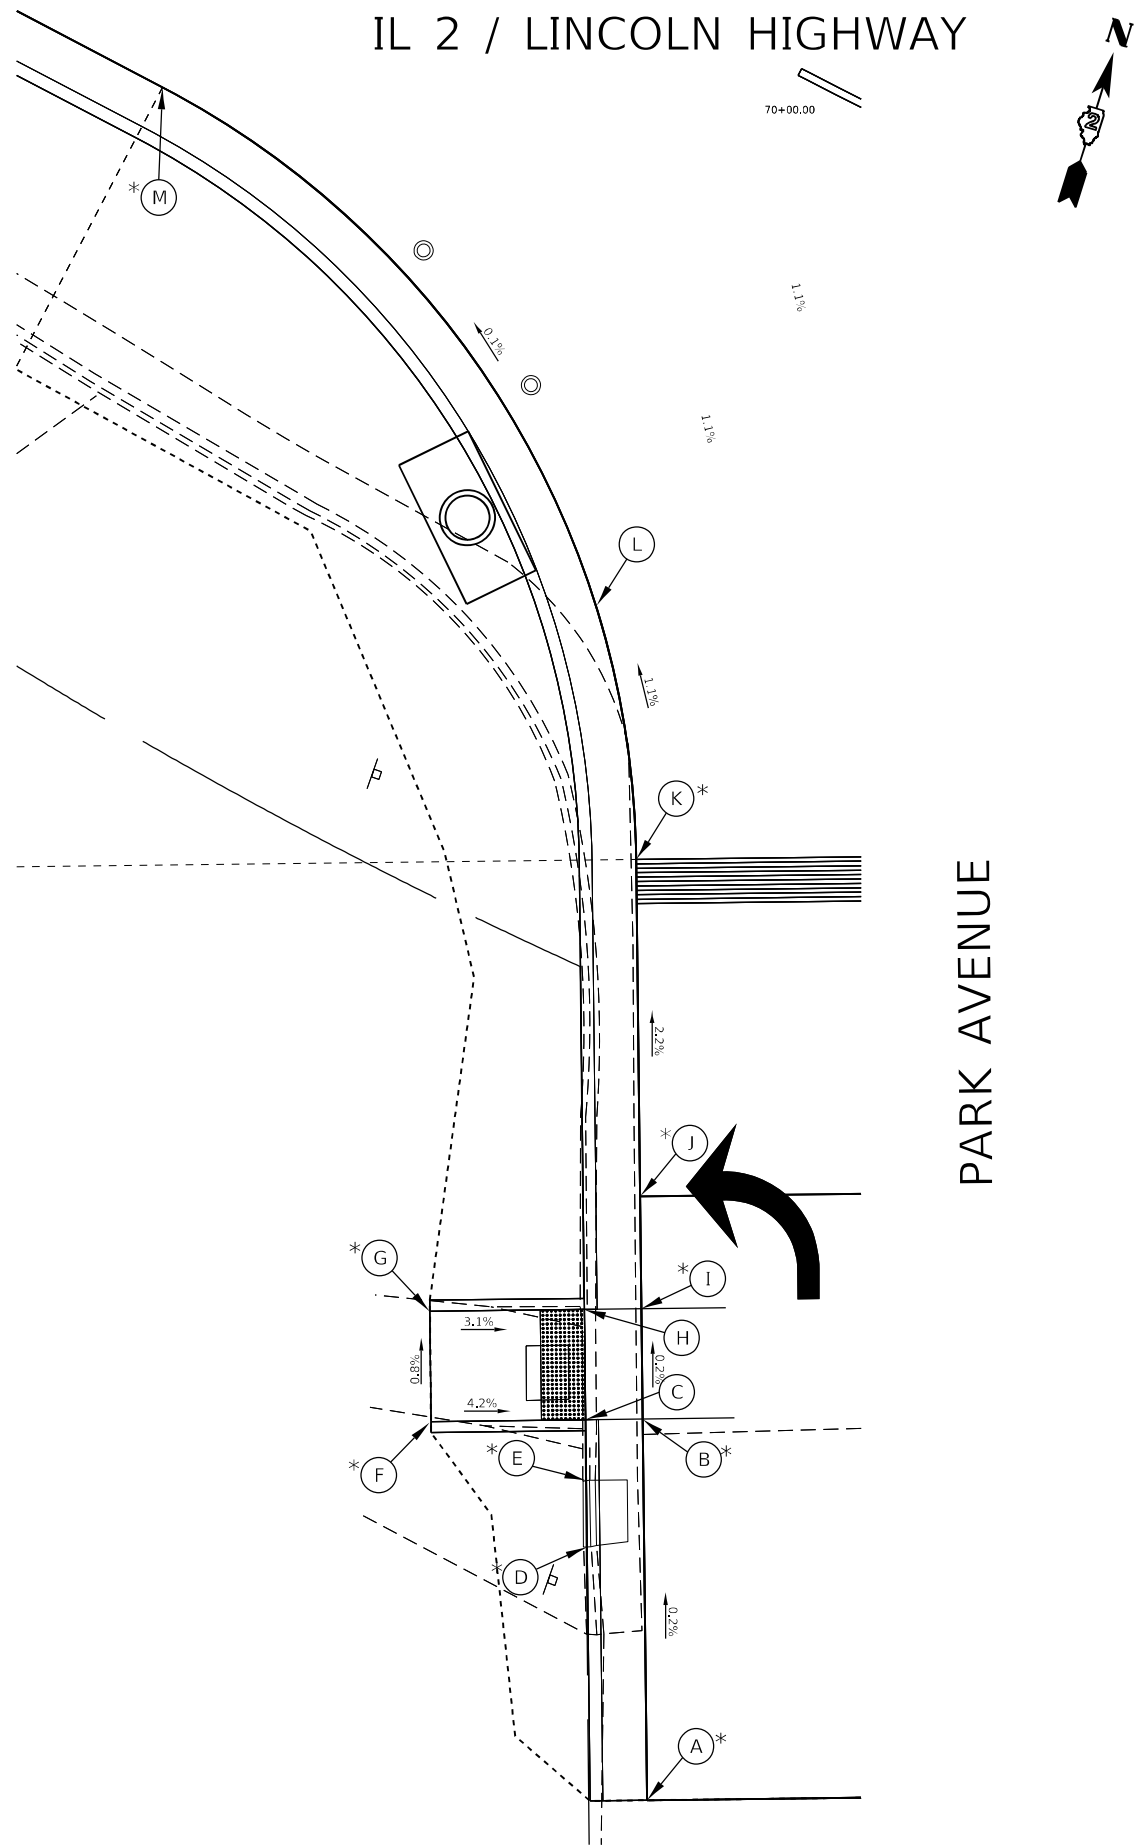 IL 2 / LINCOLN HIGHWAY
N
2
70+00.00
* M
0.1%
1.1%
1.1%
L
1.1%
K *
PARK AVENUE
2.2%
* J
* G
* I
3.1%
H
0.8%
0.2%
4.2%
C
* E
B *
* F
* D
0.2%
A *